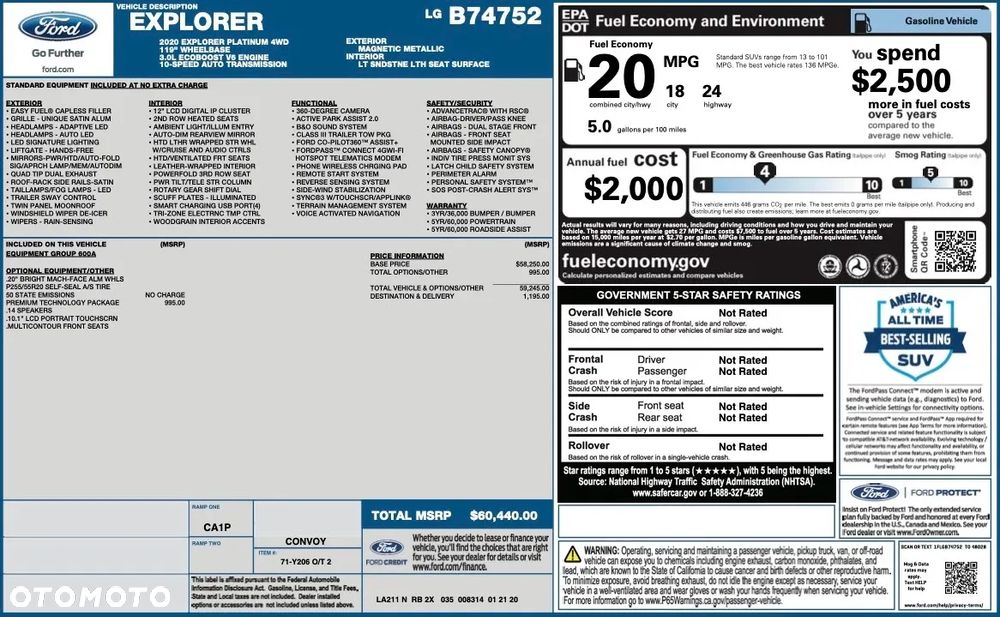 Ford
Go Further
ford.com
VEHICLE DESCRIPTION
EXPLORER
LG B74752
2020 EXPLORER PLATINUM 4WD
119" WHEELBASE
3.0L ECOBOOST V6 ENGINE
10-SPEED AUTO TRANSMISSION
EXTERIOR
MAGNETIC METALLIC
INTERIOR
LT SNDSTNE LTH SEAT SURFACE
STANDARD EQUIPMENT INCLUDED AT NO EXTRA CHARGE
EXTERIOR
• EASY FUEL® CAPLESS FILLER
• GRILLE - UNIQUE SATIN ALUM
• HEADLAMPS - ADAPTIVE LED
• HEADLAMPS - AUTO LED
• LED SIGNATURE LIGHTING
• LIFTGATE - HANDS-FREE
• MIRRORS-PWR/HTD/AUTO-FOLD
SIG/APRCH LAMP/MEM/AUTODIM
• QUAD TIP DUAL EXHAUST
• ROOF-RACK SIDE RAILS-SATIN
• TAILLAMPS/FOG LAMPS - LED
• TRAILER SWAY CONTROL
• TWIN PANEL MOONROOF
• WINDSHIELD WIPER DE-ICER
• WIPERS - RAIN-SENSING
INTERIOR
• 12" LCD DIGITAL IP CLUSTER
• 2ND ROW HEATED SEATS
• AMBIENT LIGHT/ILLUM ENTRY
• AUTO-DIM REARVIEW MIRROR
• HTD LTHR WRAPPED STR WHL
W/CRUISE AND AUDIO CTRLS
• HTD/VENTILATED FRT SEATS
• LEATHER-WRAPPED INTERIOR
• POWERFOLD 3RD ROW SEAT
• PWR TILT/TELE STR COLUMN
• ROTARY GEAR SHIFT DIAL
• SCUFF PLATES - ILLUMINATED
• SMART CHARGING USB PORT(4)
• TRI-ZONE ELECTRNC TMP CTRL
• WOODGRAIN INTERIOR ACCENTS
FUNCTIONAL
• 360-DEGREE CAMERA
• ACTIVE PARK ASSIST 2.0
• B&O SOUND SYSTEM
• CLASS III TRAILER TOW PKG
• FORD CO-PILOT360™ ASSIST+
• FORDPASS™ CONNECT 4GWI-FI
HOTSPOT TELEMATICS MODEM
• PHONE WIRELESS CHRGING PAD
• REMOTE START SYSTEM
• REVERSE SENSING SYSTEM
• SIDE-WIND STABILIZATION
• SYNC®3 W/TOUCHSCR/APPLINK®
• TERRAIN MANAGEMENT SYSTEM
• VOICE ACTIVATED NAVIGATION
SAFETY/SECURITY
• ADVANCETRAC® WITH RSC®
• AIRBAG-DRIVER/PASS KNEE
• AIRBAGS - DUAL STAGE FRONT
• AIRBAGS - FRONT SEAT
MOUNTED SIDE IMPACT
• AIRBAGS - SAFETY CANOPY®
• INDIV TIRE PRESS MONIT SYS
• LATCH CHILD SAFETY SYSTEM
• PERIMETER ALARM
• PERSONAL SAFETY SYSTEM™
• SOS POST-CRASH ALERT SYS™
WARRANTY
• 3YR/36,000 BUMPER / BUMPER
• 5YR/60,000 POWERTRAIN
• 5YR/60,000 ROADSIDE ASSIST
INCLUDED ON THIS VEHICLE (MSRP)
EQUIPMENT GROUP 600A
OPTIONAL EQUIPMENT/OTHER
.20" BRIGHT MACH-FACE ALM WHLS
P255/55R20 SELF-SEAL A/S TIRE
50 STATE EMISSIONS NO CHARGE
PREMIUM TECHNOLOGY PACKAGE 995.00
.14 SPEAKERS
.10.1" LCD PORTRAIT TOUCHSCRN
.MULTICONTOUR FRONT SEATS
(MSRP)
PRICE INFORMATION
BASE PRICE $58,250.00
TOTAL OPTIONS/OTHER 995.00
TOTAL VEHICLE & OPTIONS/OTHER 59,245.00
DESTINATION & DELIVERY 1,195.00
RAMP ONE
CA1P
RAMP TWO
CONVOY
ITEM #:
71-Y206 O/T 2
TOTAL MSRP $60,440.00
Ford
FORD CREDIT
Whether you decide to lease or finance your
vehicle, you'll find the choices that are right
for you. See your dealer for details or visit
www.ford.com/finance.
This label is affixed pursuant to the Federal Automobile
Information Disclosure Act. Gasoline, License, and Title Fees,
State and Local taxes are not included. Dealer installed
options or accessories are not included unless listed above.
LA211 N RB 2X 035 008314 01 21 20
OTOMOTO
EPA
DOT
Fuel Economy and Environment
Gasoline Vehicle
Fuel Economy
20 MPG
combined city/hwy
18
city
24
highway
5.0 gallons per 100 miles
Standard SUVs range from 13 to 101
MPG. The best vehicle rates 136 MPGe.
You spend
$2,500
more in fuel costs
over 5 years
compared to the
average new vehicle.
Annual fuel cost
$2,000
Fuel Economy & Greenhouse Gas Rating (tailpipe only)
4
1
10
Best
Smog Rating (tailpipe only)
5
1
10
Best
This vehicle emits 446 grams CO₂ per mile. The best emits 0 grams per mile (tailpipe only). Producing and
distributing fuel also create emissions; learn more at fueleconomy.gov.
Actual results will vary for many reasons, including driving conditions and how you drive and maintain your
vehicle. The average new vehicle gets 27 MPG and costs $7,500 to fuel over 5 years. Cost estimates are
based on 15,000 miles per year at $2.70 per gallon. MPGe is miles per gasoline gallon equivalent. Vehicle
emissions are a significant cause of climate change and smog.
fueleconomy.gov
Calculate personalized estimates and compare vehicles
Smartphone
QR Code™
GOVERNMENT 5-STAR SAFETY RATINGS
Overall Vehicle Score Not Rated
Based on the combined ratings of frontal, side and rollover.
Should ONLY be compared to other vehicles of similar size and weight.
Frontal Driver Not Rated
Crash Passenger Not Rated
Based on the risk of injury in a frontal impact.
Should ONLY be compared to other vehicles of similar size and weight.
Side Front seat Not Rated
Crash Rear seat Not Rated
Based on the risk of injury in a side impact.
Rollover Not Rated
Based on the risk of rollover in a single-vehicle crash.
Star ratings range from 1 to 5 stars (★★★★★), with 5 being the highest.
Source: National Highway Traffic Safety Administration (NHTSA).
www.safercar.gov or 1-888-327-4236
AMERICA'S
ALL TIME
BEST-SELLING
SUV
The FordPass Connect™ modem is active and
sending vehicle data (e.g., diagnostics) to Ford.
See in-vehicle Settings for connectivity options.
FordPass Connect™ service and FordPass™ App required for
certain remote features (see App Terms for more information).
Connected service and related feature functionality is subject
to compatible AT&T network availability. Evolving technology /
cellular networks may affect functionality and availability, or
continued provision of some features, prohibiting them from
functioning. Message and data rates may apply. See your local
Ford website for our privacy policy.
Ford | FORD PROTECT™
Insist on Ford Protect! The only extended service
plan fully backed by Ford and honored at every Ford
dealership in the U.S., Canada and Mexico. See your
Ford dealer or visit www.FordOwner.com.
WARNING: Operating, servicing and maintaining a passenger vehicle, pickup truck, van, or off-road
vehicle can expose you to chemicals including engine exhaust, carbon monoxide, phthalates, and
lead, which are known to the State of California to cause cancer and birth defects or other reproductive harm.
To minimize exposure, avoid breathing exhaust, do not idle the engine except as necessary, service your
vehicle in a well-ventilated area and wear gloves or wash your hands frequently when servicing your vehicle.
For more information go to www.P65Warnings.ca.gov/passenger-vehicle.
SCAN OR TEXT 1FLGB74752 TO 48028
Msg & Data
rates may
apply.
Text HELP
for help
www.ford.com/help/privacy-terms/